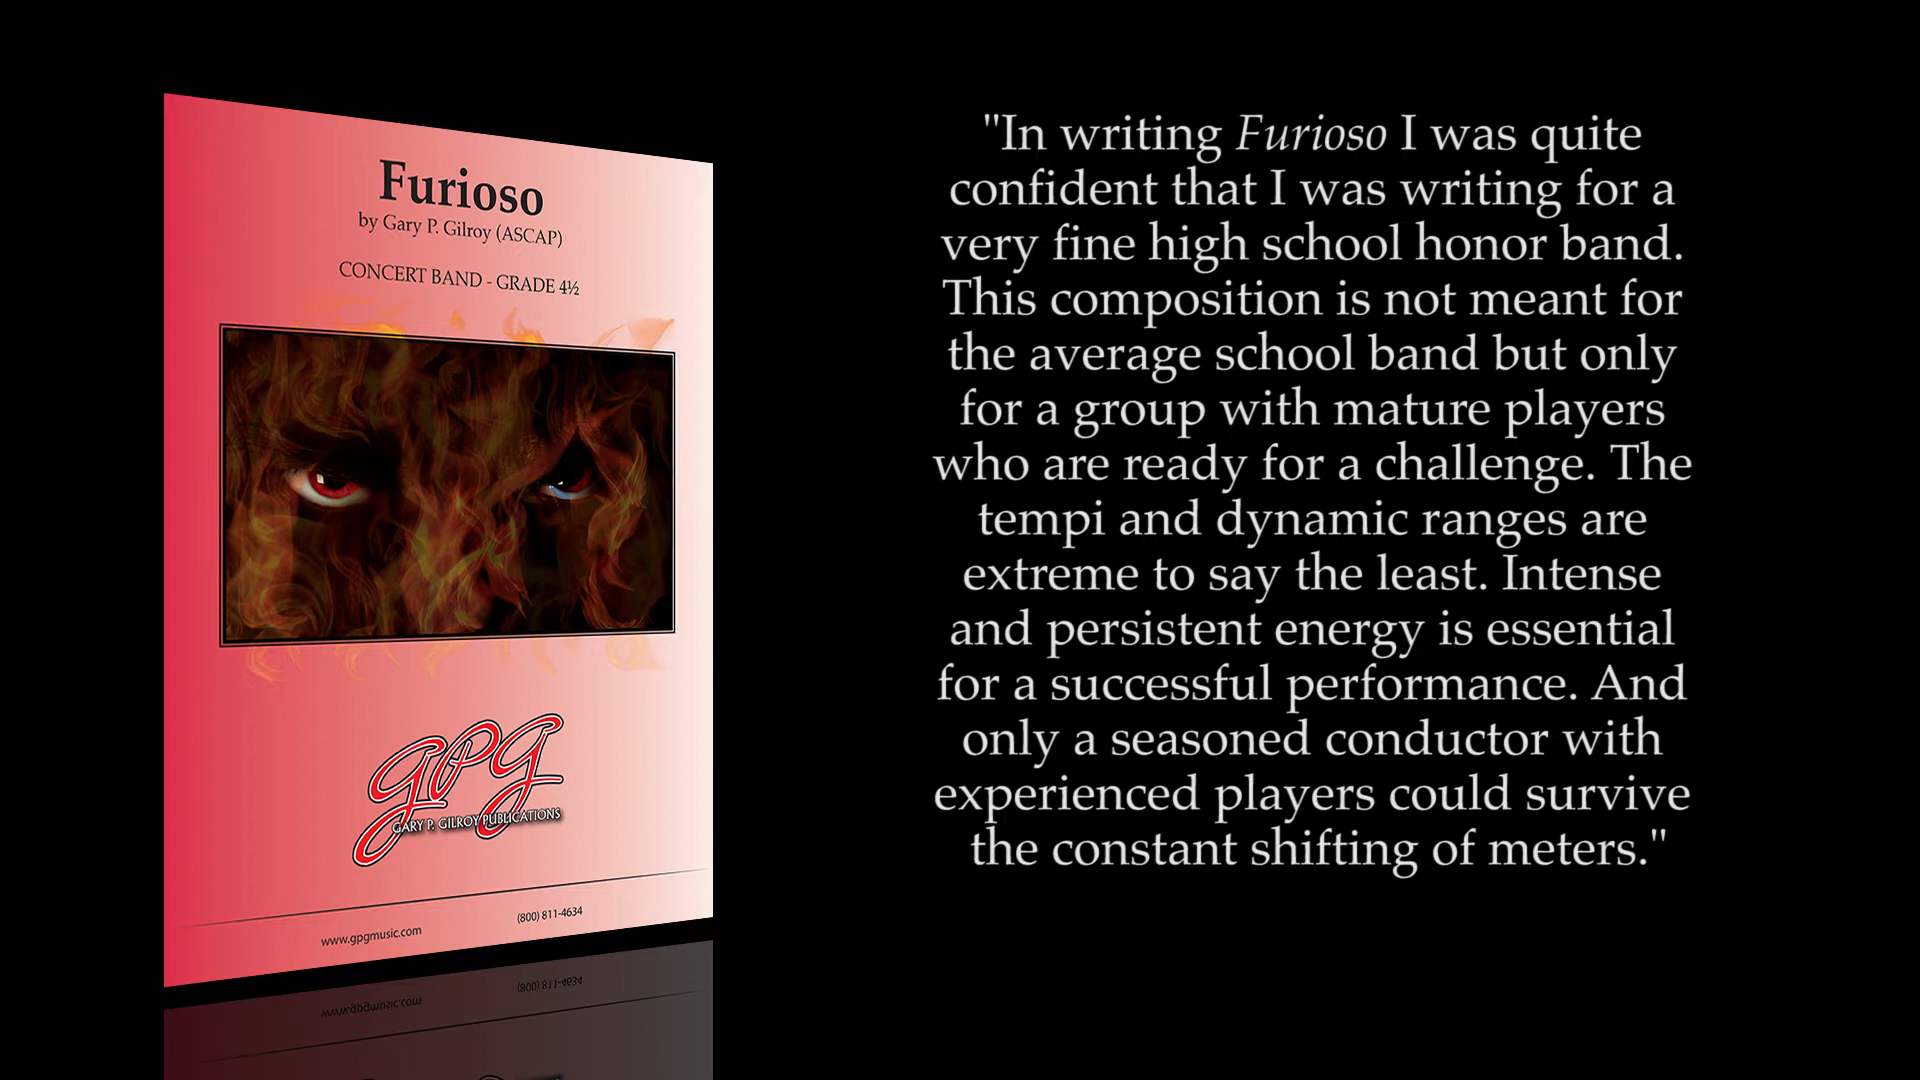 Furioso
by Gary P. Gilroy (ASCAP)
CONCERT BAND - GRADE 4½
gpg
GARY P. GILROY PUBLICATIONS
www.gpgmusic.com
(800) 811-4634
"In writing Furioso I was quite
confident that I was writing for a
very fine high school honor band.
This composition is not meant for
the average school band but only
for a group with mature players
who are ready for a challenge. The
tempi and dynamic ranges are
extreme to say the least. Intense
and persistent energy is essential
for a successful performance. And
only a seasoned conductor with
experienced players could survive
the constant shifting of meters."